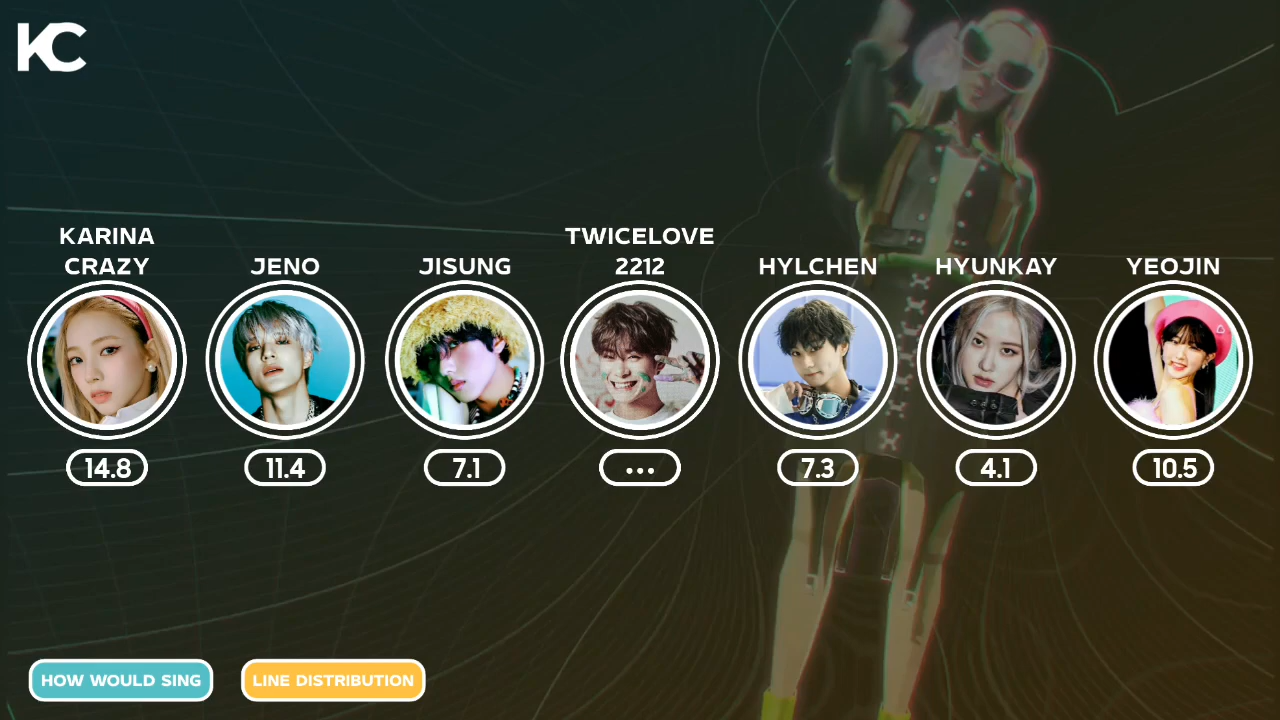 KC
KARINA
CRAZY
JENO
JISUNG
TWICELOVE
2212
HYLCHEN
HYUNKAY
YEOJIN
14.8
11.4
7.1
...
7.3
4.1
10.5
HOW WOULD SING
LINE DISTRIBUTION